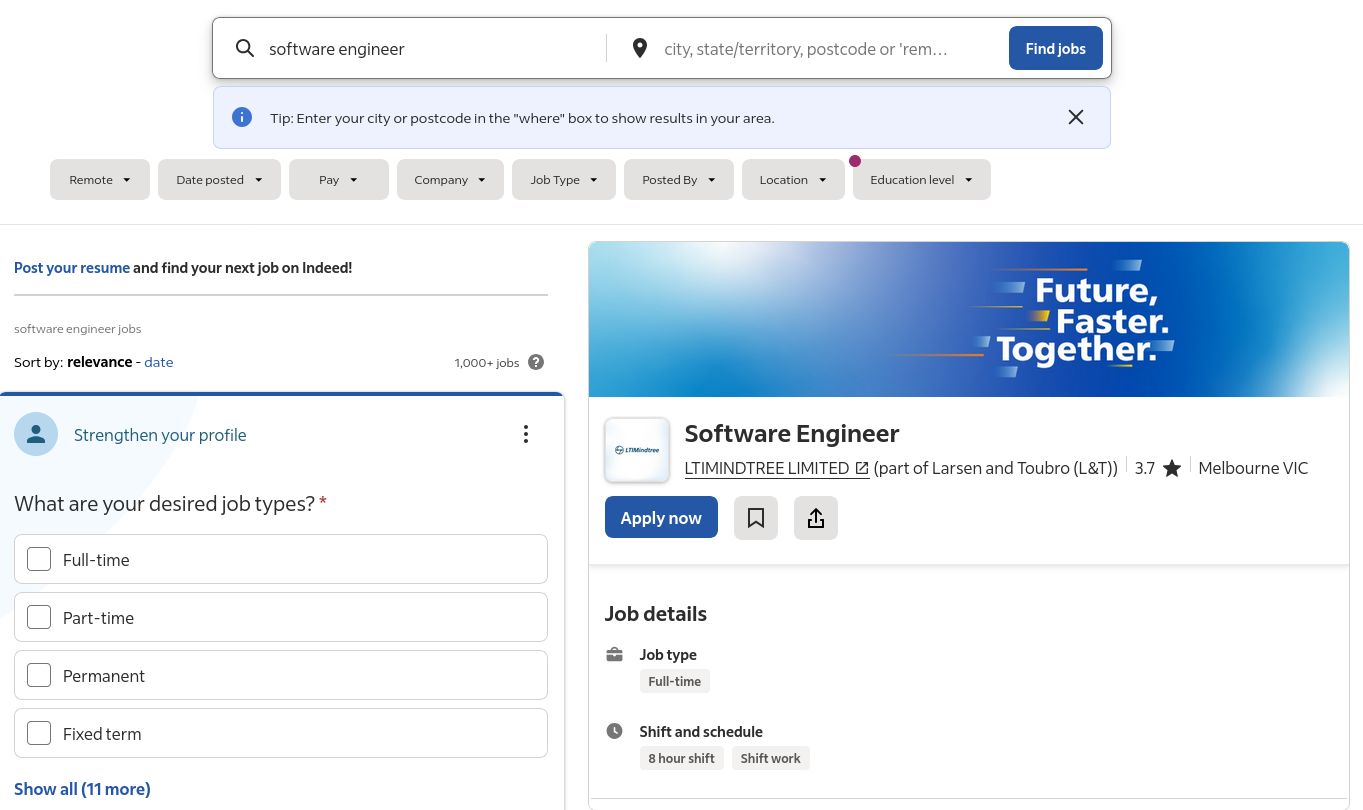 software engineer
city, state/territory, postcode or 'rem…
Find jobs
Tip: Enter your city or postcode in the "where" box to show results in your area.
Remote
Date posted
Pay
Company
Job Type
Posted By
Location
Education level
Post your resume and find your next job on Indeed!
software engineer jobs
Sort by: relevance - date
1,000+ jobs
Strengthen your profile
What are your desired job types? *
Full-time
Part-time
Permanent
Fixed term
Show all (11 more)
Future,
Faster.
Together.
LTIMindtree
Software Engineer
LTIMINDTREE LIMITED (part of Larsen and Toubro (L&T)) 3.7 Melbourne VIC
Apply now
Job details
Job type
Full-time
Shift and schedule
8 hour shift
Shift work